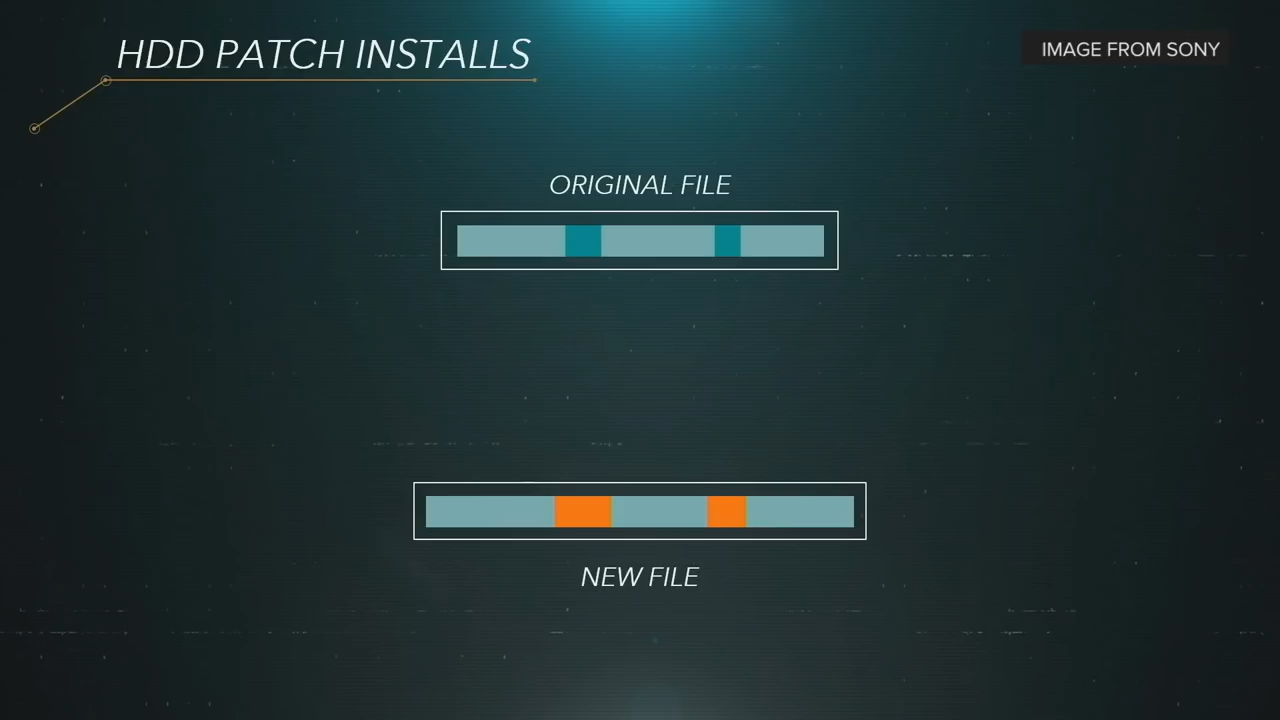 HDD PATCH INSTALLS
IMAGE FROM SONY
ORIGINAL FILE
NEW FILE